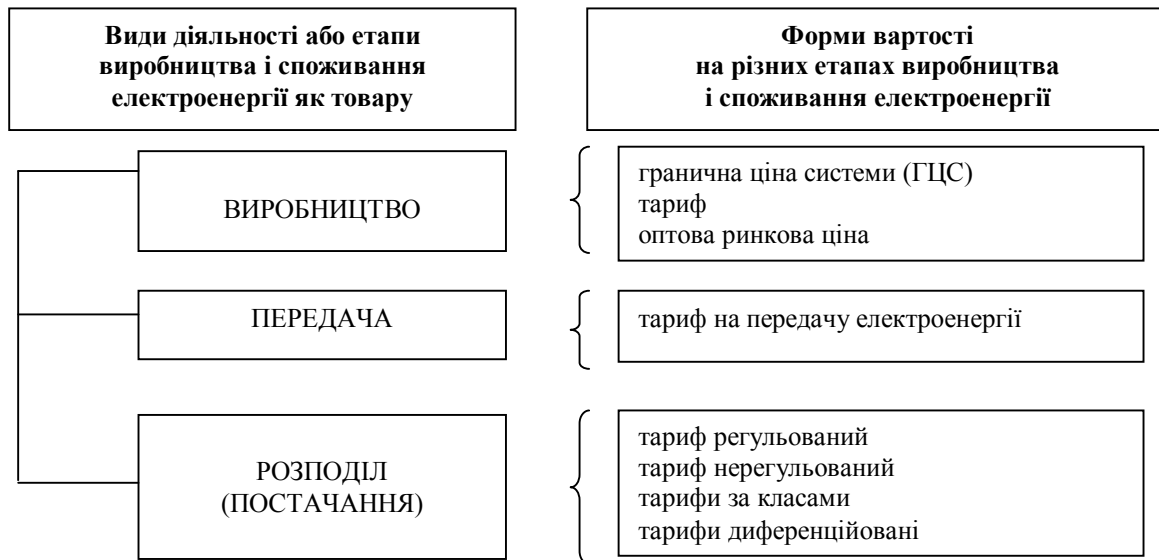 Види діяльності або етапи
виробництва і споживання
електроенергії як товару
Форми вартості
на різних етапах виробництва
і споживання електроенергії
ВИРОБНИЦТВО
гранична ціна системи (ГЦС)
тариф
оптова ринкова ціна
ПЕРЕДАЧА
тариф на передачу електроенергії
РОЗПОДІЛ
(ПОСТАЧАННЯ)
тариф регульований
тариф нерегульований
тарифи за класами
тарифи диференційовані